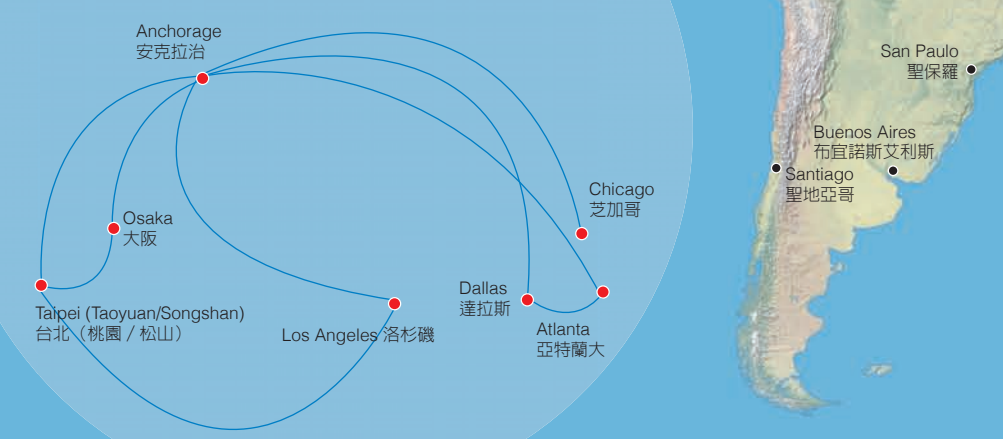 Anchorage
安克拉治
San Paulo
聖保羅
Buenos Aires
布宜諾斯艾利斯
Santiago
聖地亞哥
Chicago
芝加哥
Osaka
大阪
Dallas
達拉斯
Taipei (Taoyuan/Songshan)
台北（桃園 / 松山）
Los Angeles 洛杉磯
Atlanta
亞特蘭大